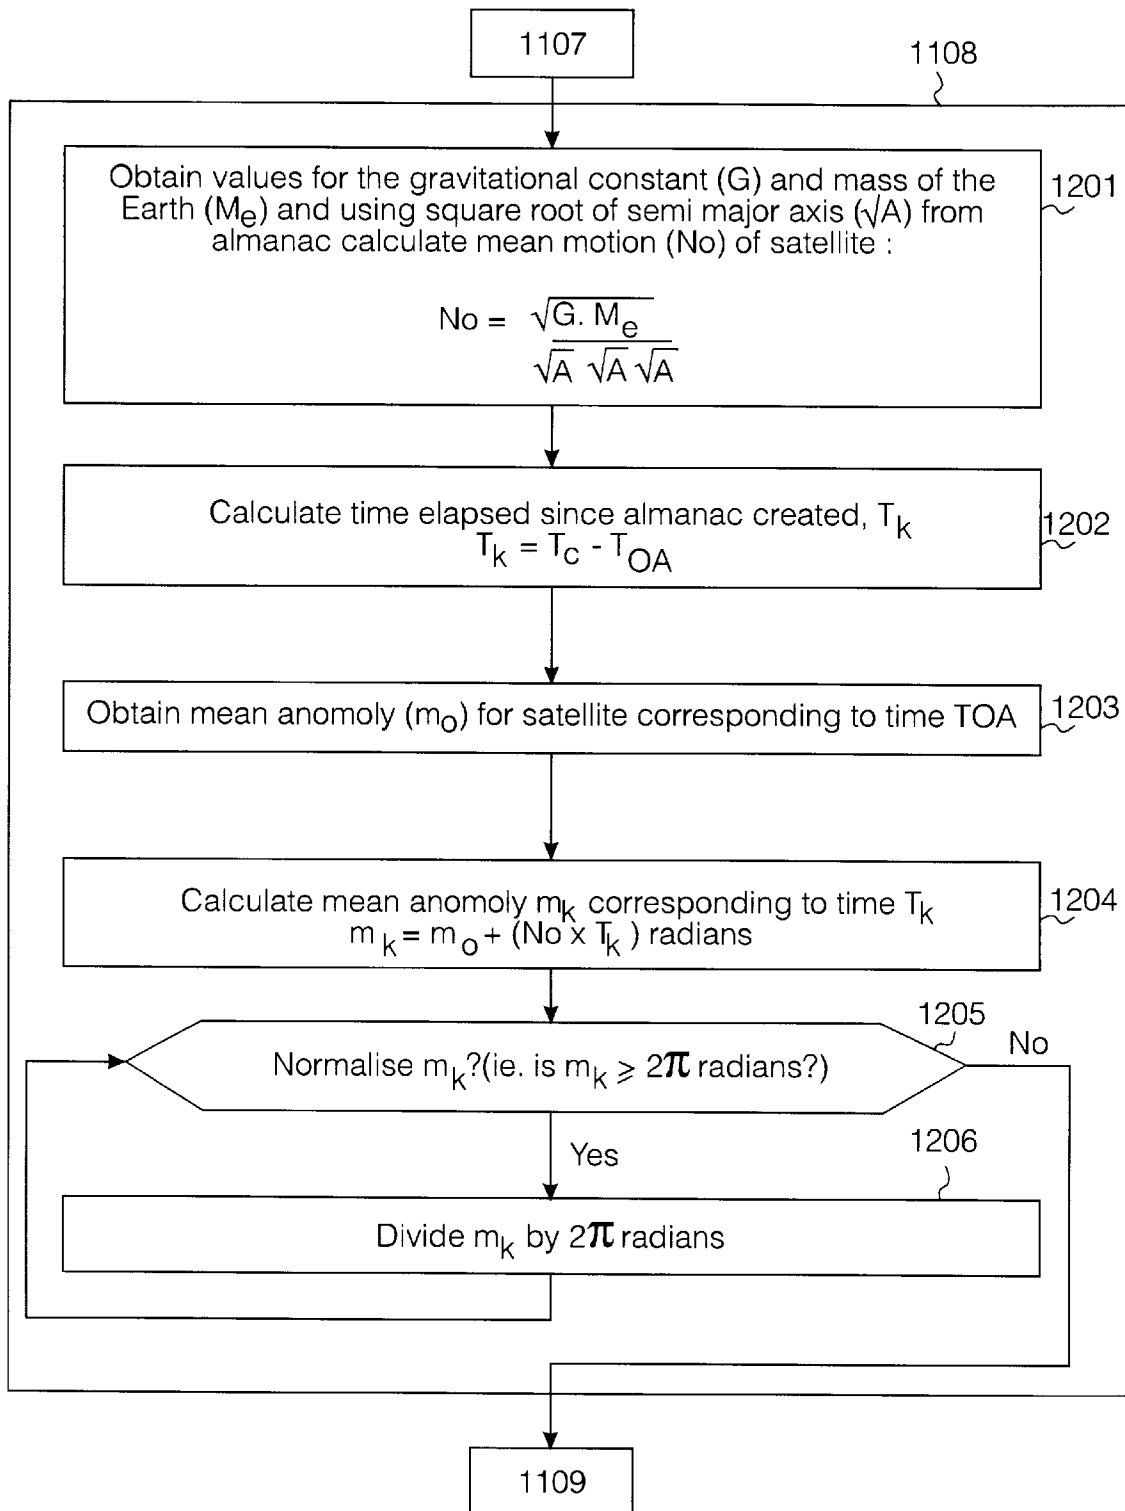 1107
1108
Obtain values for the gravitational constant (G) and mass of the
Earth (Me) and using square root of semi major axis (√A) from
almanac calculate mean motion (No) of satellite :
1201
No = √G. Me
√A √A √A
Calculate time elapsed since almanac created, Tk
Tk = Tc - TOA
1202
Obtain mean anomoly (mo) for satellite corresponding to time TOA
1203
Calculate mean anomoly mk corresponding to time Tk
mk = mo + (No x Tk) radians
1204
1205
Normalise mk?(ie. is mk ⩾ 2π radians?)
No
Yes
1206
Divide mk by 2π radians
1109